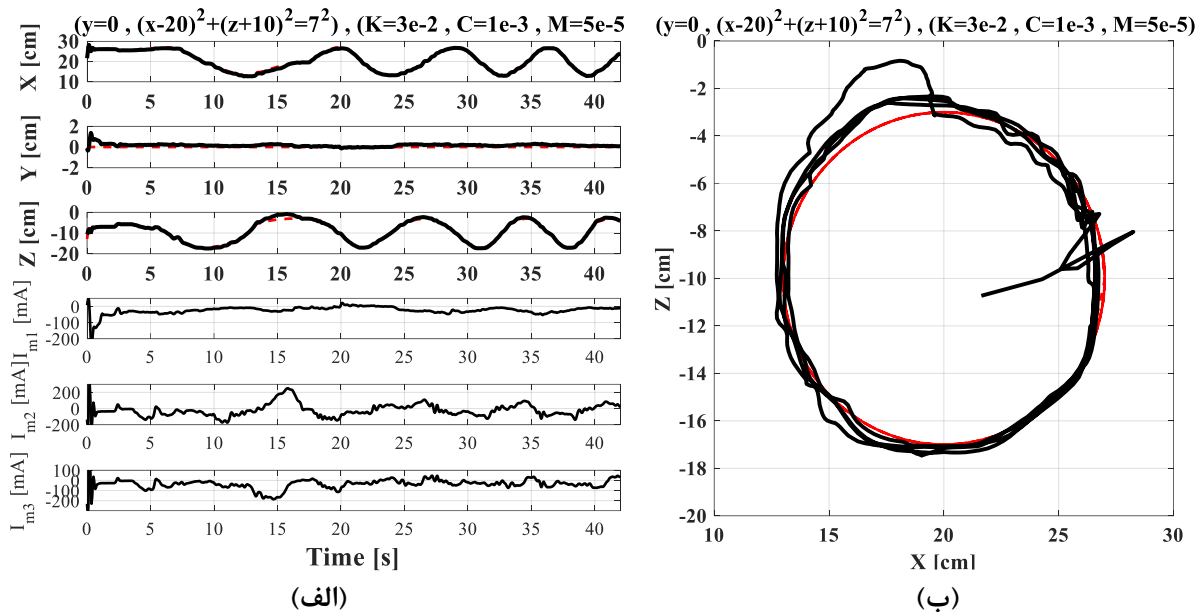 (y=0 , (x-20)²+(z+10)²=7²) , (K=3e-2 , C=1e-3 , M=5e-5
X [cm]
30
20
10
0 5 10 15 20 25 30 35 40
Y [cm]
2
0
-2
0 5 10 15 20 25 30 35 40
Z [cm]
0
-10
-20
0 5 10 15 20 25 30 35 40
I_m1 [mA]
0
-100
-200
0 5 10 15 20 25 30 35 40
I_m2 [mA]
200
0
-200
0 5 10 15 20 25 30 35 40
I_m3 [mA]
100
0
-100
-200
0 5 10 15 20 25 30 35 40
Time [s]
(الف)
(y=0 , (x-20)²+(z+10)²=7²) , (K=3e-2 , C=1e-3 , M=5e-5)
Z [cm]
0
-2
-4
-6
-8
-10
-12
-14
-16
-18
-20
10 15 20 25 30
X [cm]
(ب)